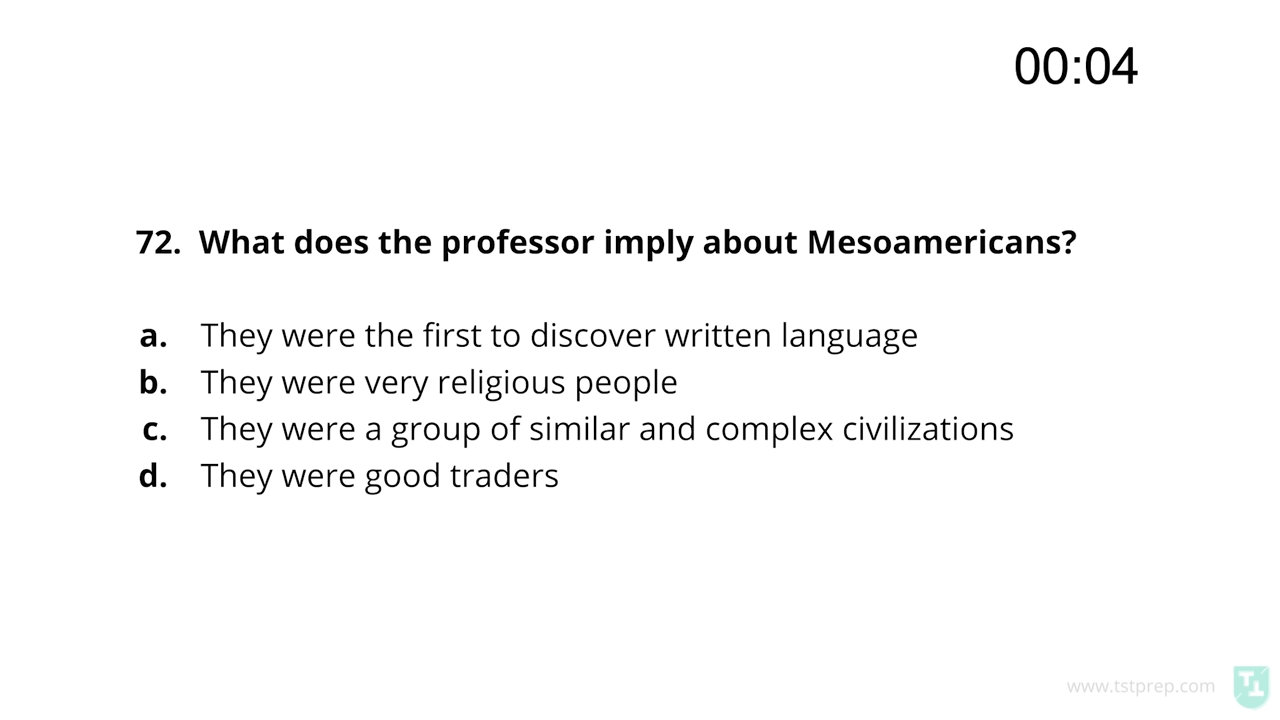 00:04
72. What does the professor imply about Mesoamericans?
a. They were the first to discover written language
b. They were very religious people
c. They were a group of similar and complex civilizations
d. They were good traders
www.tstprep.com